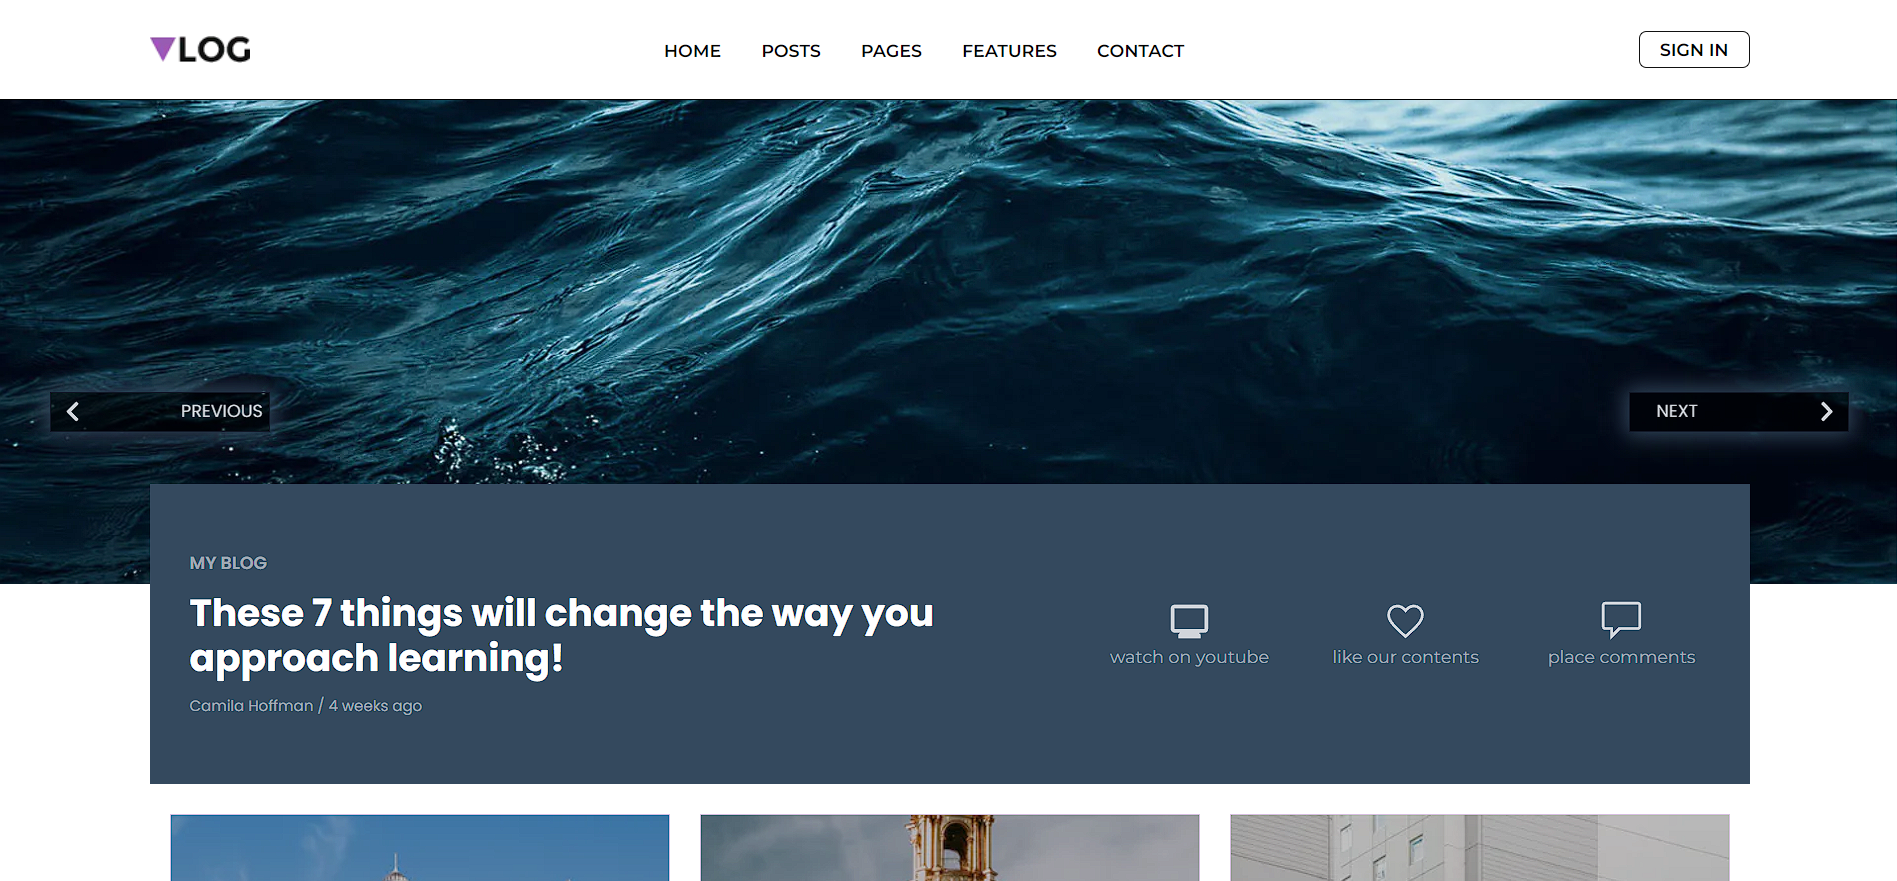 VLOG
HOME POSTS PAGES FEATURES CONTACT
SIGN IN
PREVIOUS
NEXT
MY BLOG
These 7 things will change the way you
approach learning!
Camila Hoffman / 4 weeks ago
watch on youtube
like our contents
place comments